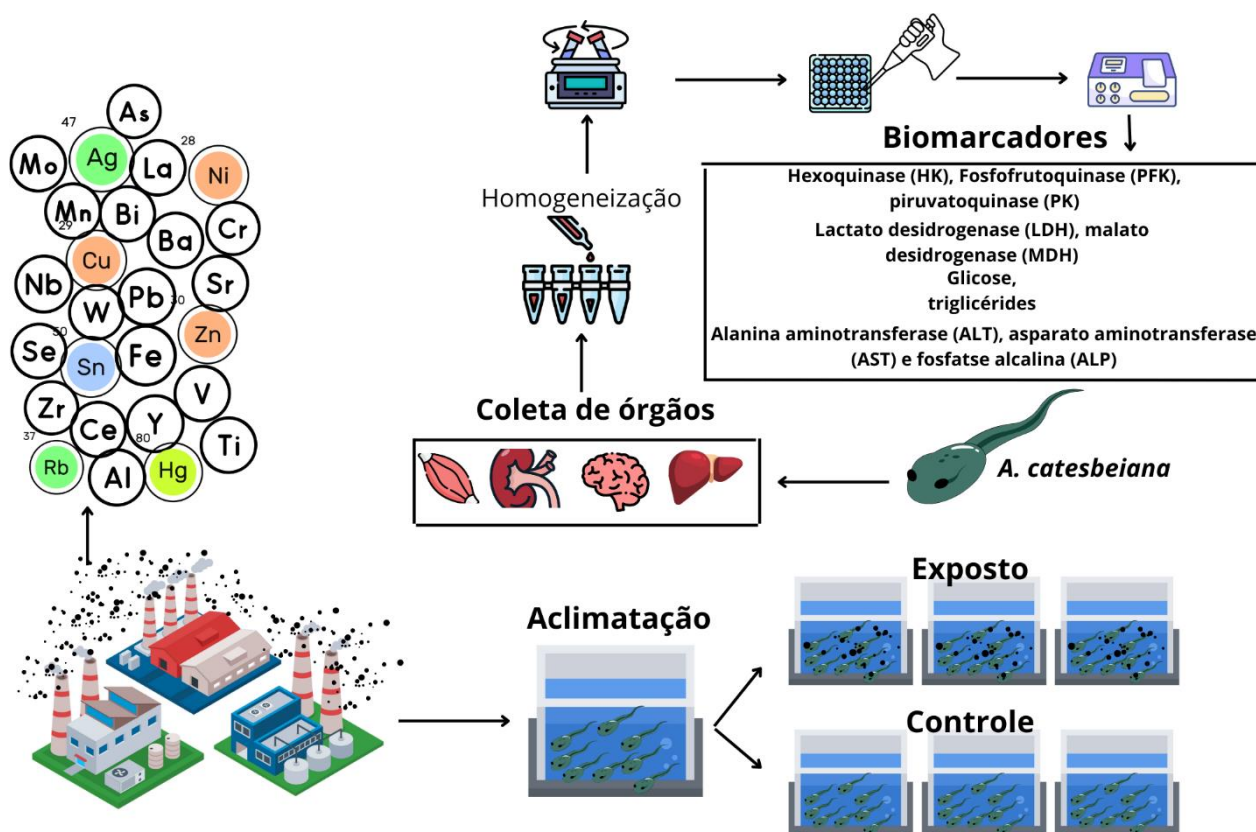 As
47
Ag
28
Mo
La
Ni
Mn
Bi
29
Ba
Cr
Cu
Nb
Pb
Sr
W
30
Zn
50
Se
Sn
Fe
V
Zr
Ce
Y
Ti
37
80
Rb
Al
Hg
Homogeneização
Biomarcadores
Hexoquinase (HK), Fosfofrutoquinase (PFK),
piruvatoquinase (PK)
Lactato desidrogenase (LDH), malato
desidrogenase (MDH)
Glicose,
triglicérides
Alanina aminotransferase (ALT), asparato aminotransferase
(AST) e fosfatse alcalina (ALP)
Coleta de órgãos
A. catesbeiana
Aclimatação
Exposto
Controle